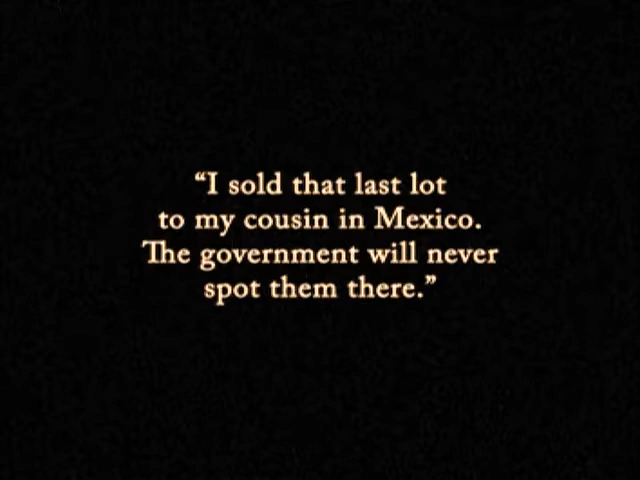 “I sold that last lot
to my cousin in Mexico.
The government will never
spot them there.”